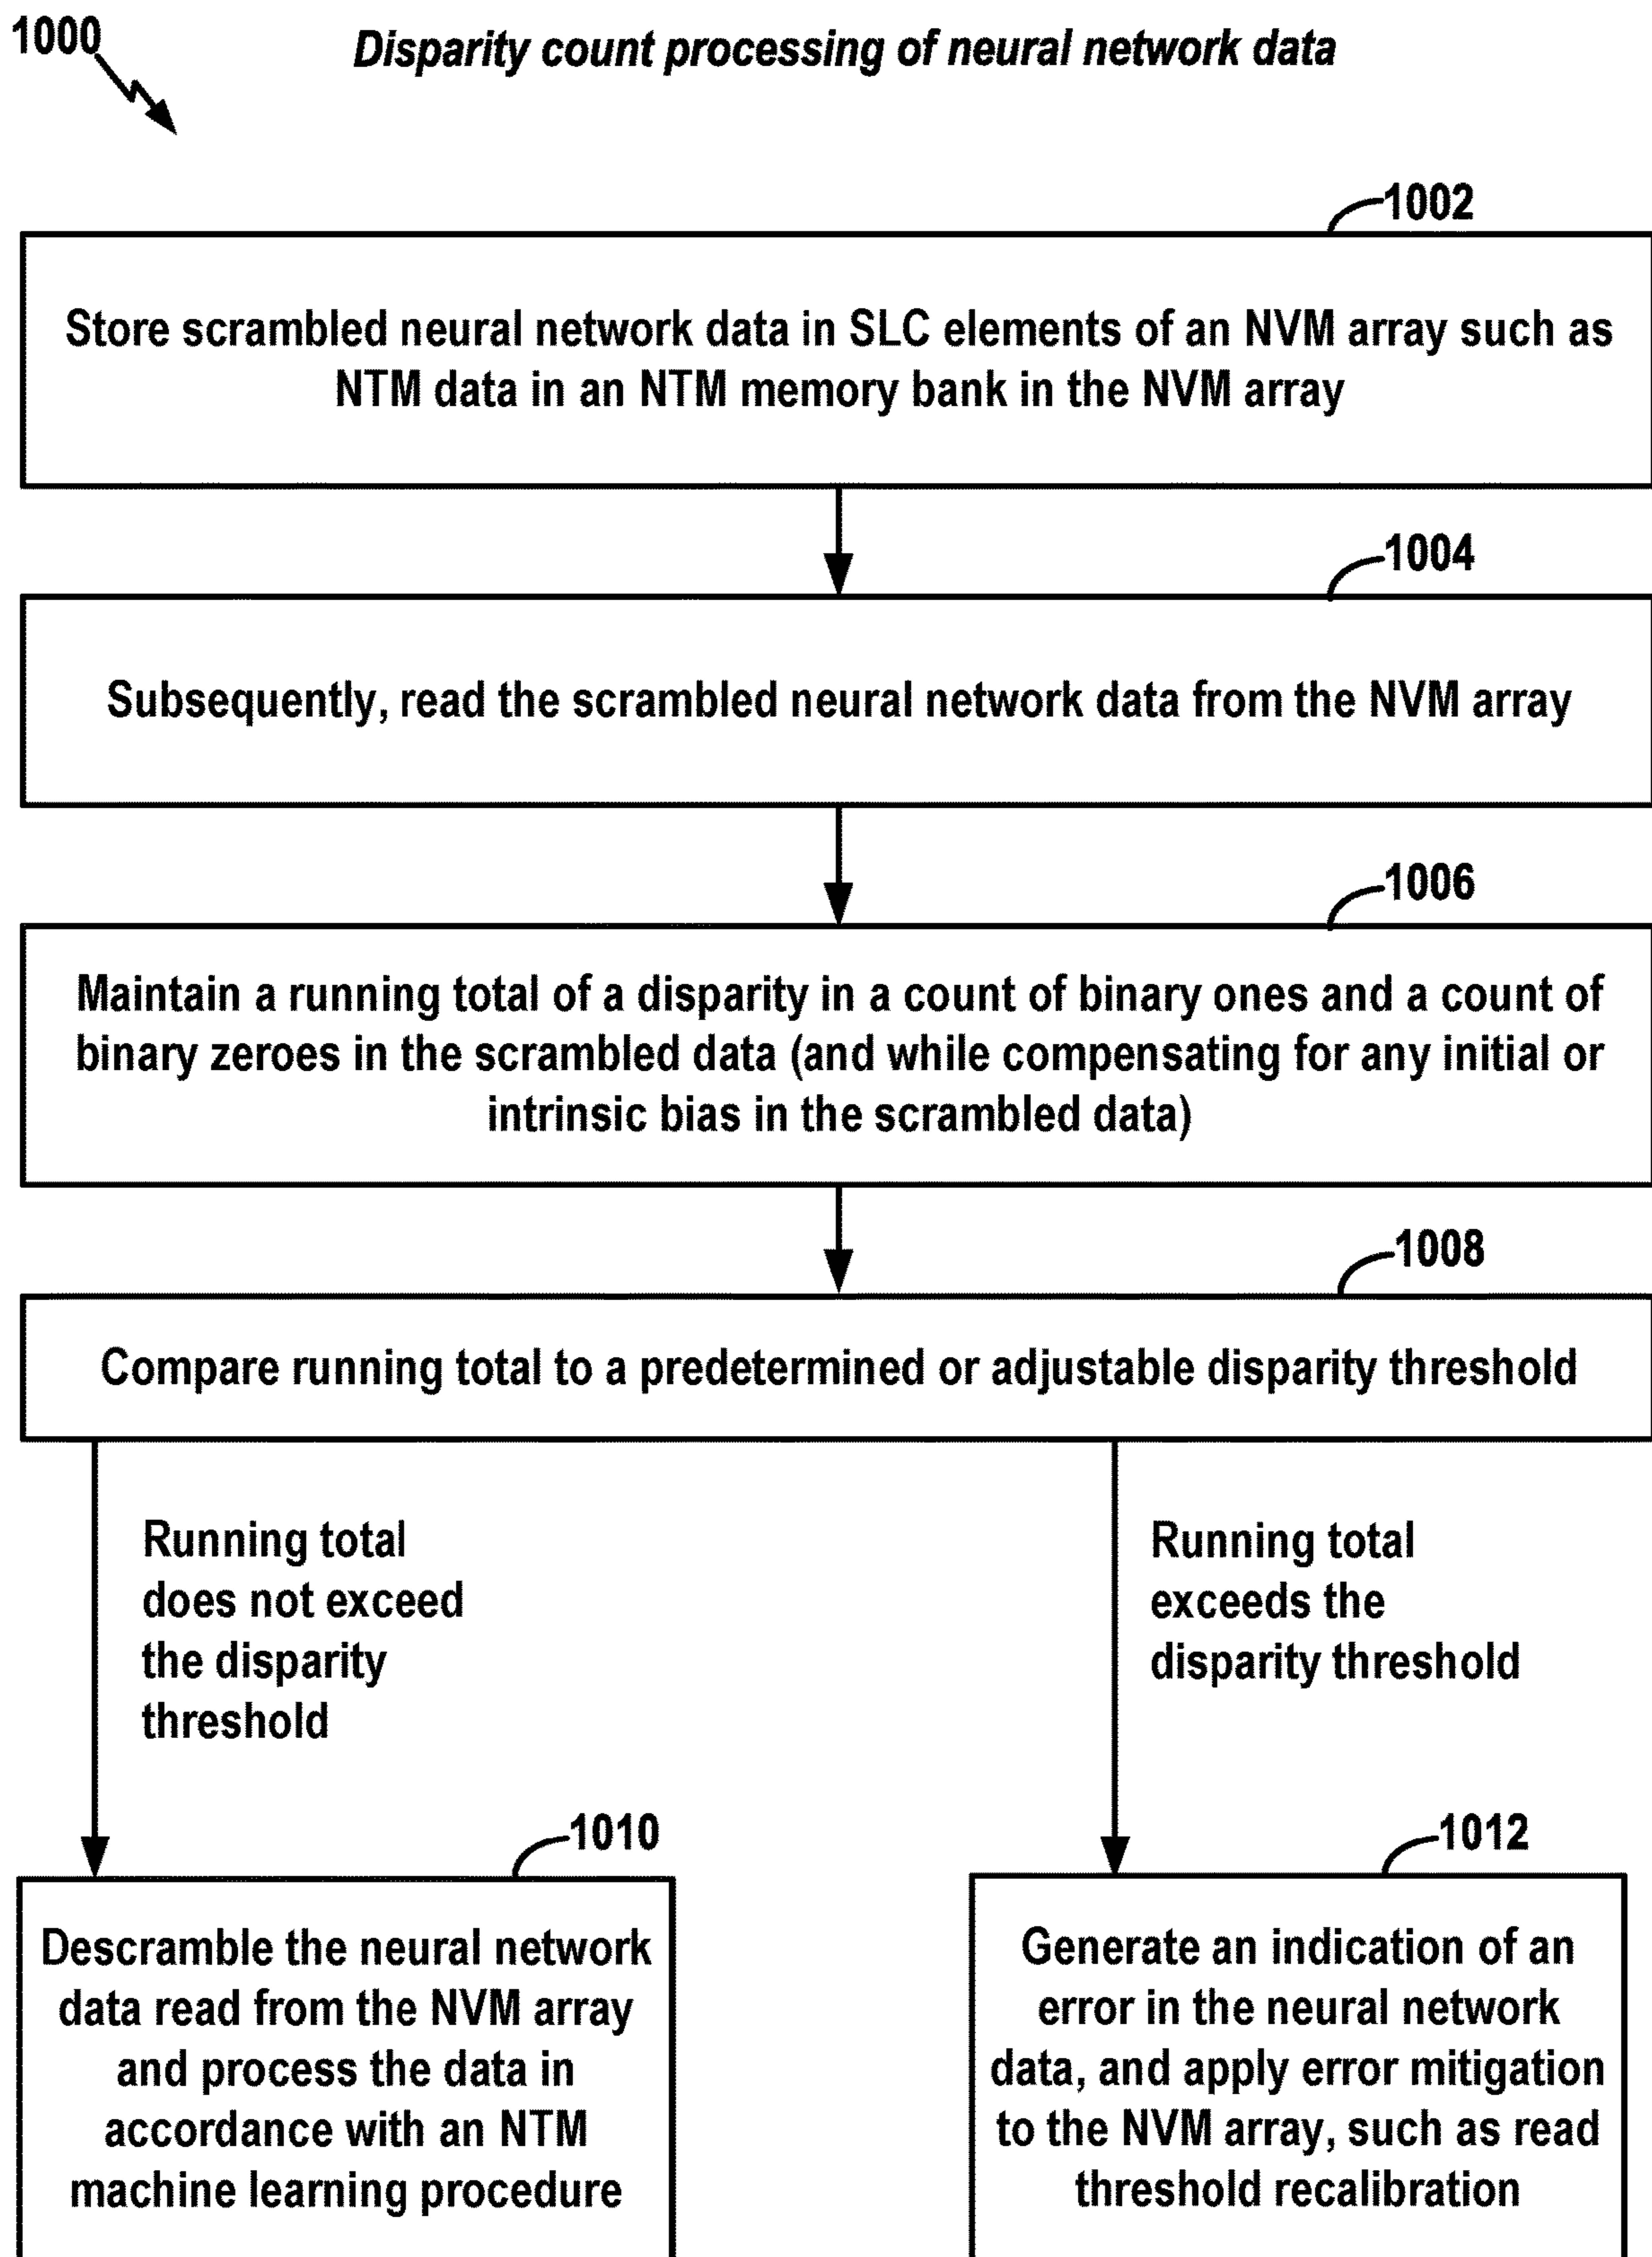 1000
Disparity count processing of neural network data
1002
Store scrambled neural network data in SLC elements of an NVM array such as
NTM data in an NTM memory bank in the NVM array
1004
Subsequently, read the scrambled neural network data from the NVM array
1006
Maintain a running total of a disparity in a count of binary ones and a count of
binary zeroes in the scrambled data (and while compensating for any initial or
intrinsic bias in the scrambled data)
1008
Compare running total to a predetermined or adjustable disparity threshold
Running total
does not exceed
the disparity
threshold
Running total
exceeds the
disparity threshold
1010
Descramble the neural network
data read from the NVM array
and process the data in
accordance with an NTM
machine learning procedure
1012
Generate an indication of an
error in the neural network
data, and apply error mitigation
to the NVM array, such as read
threshold recalibration